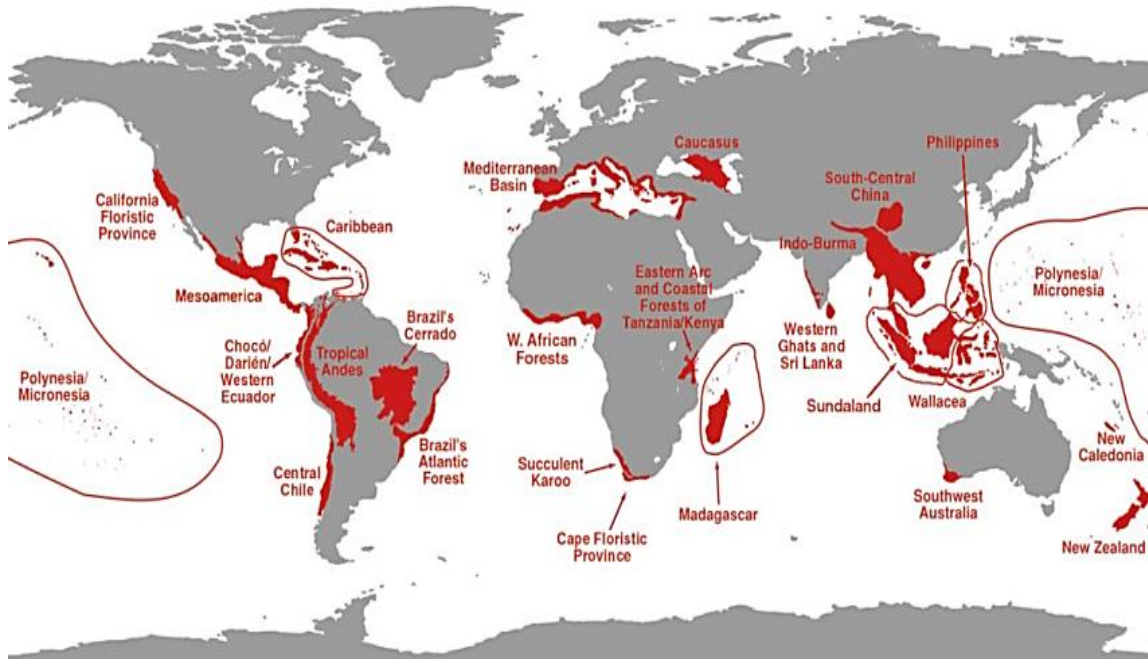 California
Floristic
Province
Mesoamerica
Caribbean
Polynesia/
Micronesia
Chocó/
Darién/
Western
Ecuador
Tropical
Andes
Brazil's
Cerrado
Brazil's
Atlantic
Forest
Central
Chile
Mediterranean
Basin
Caucasus
W. African
Forests
Eastern Arc
and Coastal
Forests of
Tanzania/Kenya
Succulent
Karoo
Cape Floristic
Province
Madagascar
Western
Ghats and
Sri Lanka
Indo-Burma
South-Central
China
Philippines
Sundaland
Wallacea
Polynesia/
Micronesia
New
Caledonia
Southwest
Australia
New Zealand